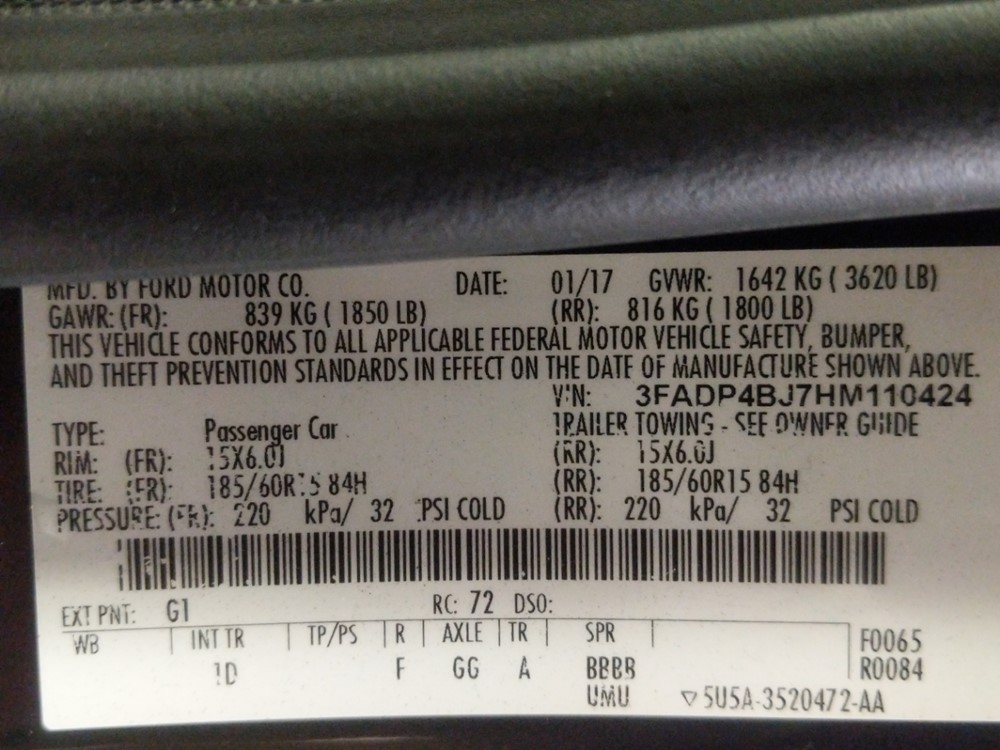 MFD. BY FORD MOTOR CO. DATE: 01/17 GVWR: 1642 KG ( 3620 LB)
GAWR: (FR): 839 KG ( 1850 LB) (RR): 816 KG ( 1800 LB)
THIS VEHICLE CONFORMS TO ALL APPLICABLE FEDERAL MOTOR VEHICLE SAFETY, BUMPER,
AND THEFT PREVENTION STANDARDS IN EFFECT ON THE DATE OF MANUFACTURE SHOWN ABOVE.
VIN: 3FADP4BJ7HM110424
TYPE: Passenger Car TRAILER TOWING - SEE OWNER GUIDE
RIM: (FR): 15X6.0J (RR): 15X6.0J
TIRE: (FR): 185/60R15 84H (RR): 185/60R15 84H
PRESSURE: (FR): 220 kPa/ 32 PSI COLD (RR): 220 kPa/ 32 PSI COLD
EXT PNT: G1 RC: 72 DSO:
WB INT TR TP/PS R AXLE TR SPR F0065
1D F GG A BBBB R0084
UMU ▽5U5A-3520472-AA